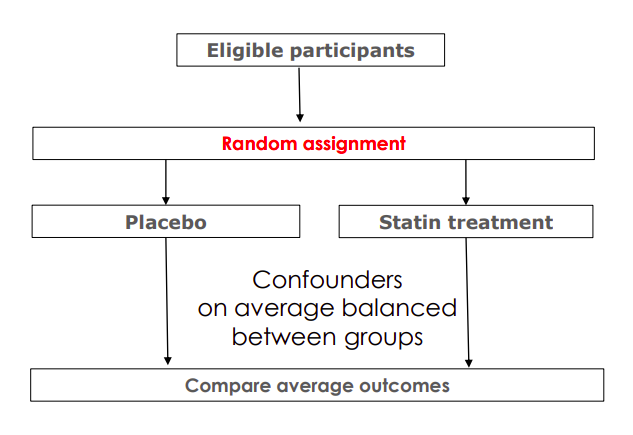 Eligible participants
Random assignment
Placebo
Statin treatment
Confounders
on average balanced
between groups
Compare average outcomes